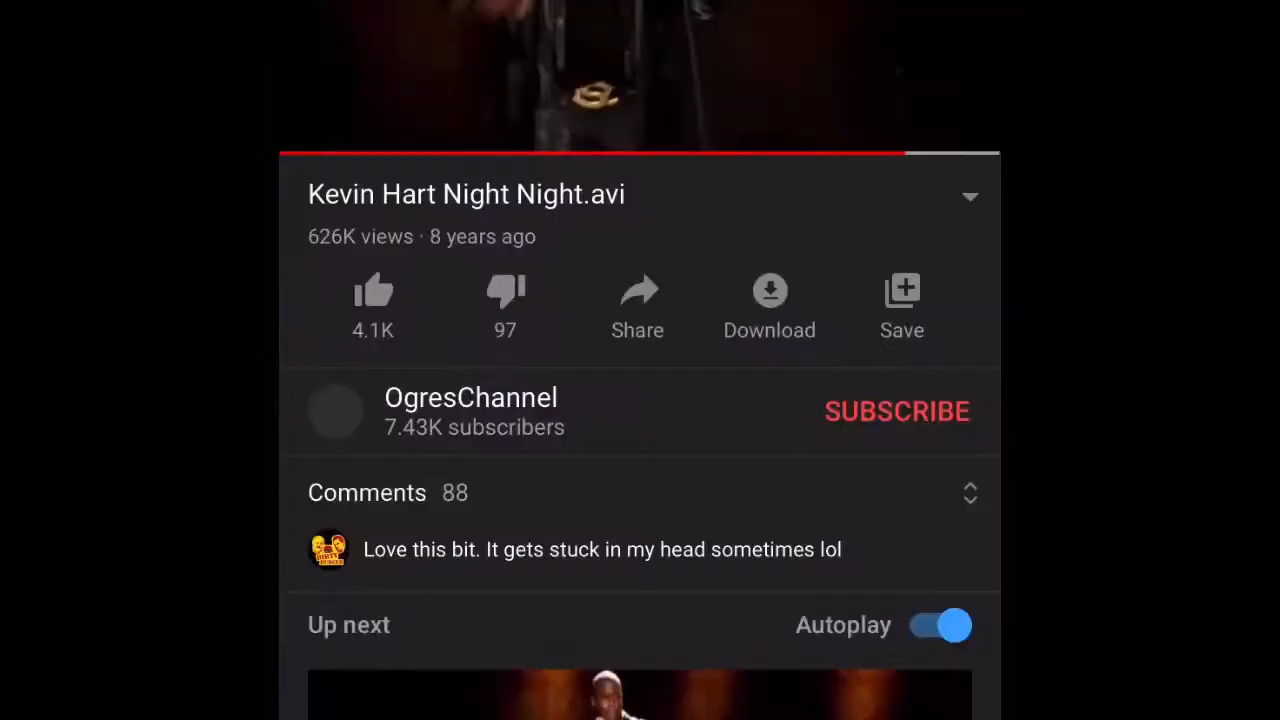 Kevin Hart Night Night.avi
626K views · 8 years ago
4.1K
97
Share
Download
Save
OgresChannel
7.43K subscribers
SUBSCRIBE
Comments 88
Love this bit. It gets stuck in my head sometimes lol
Up next
Autoplay